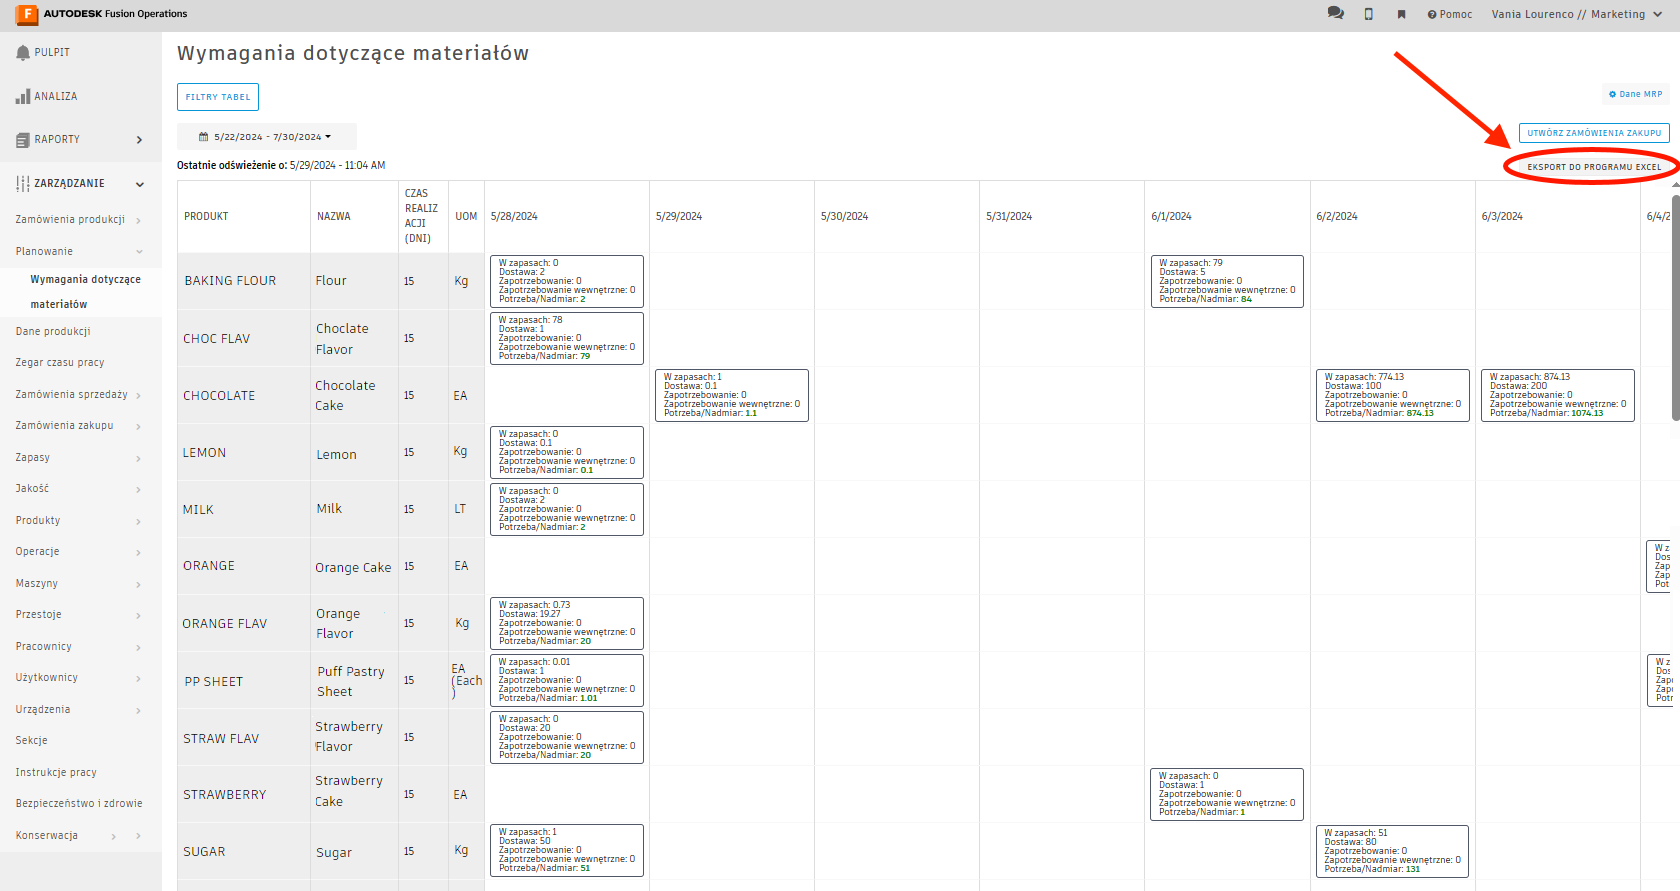 AUTODESK Fusion Operations
Pomoc
Vania Lourenco // Marketing
PULPIT
ANALIZA
RAPORTY
ZARZĄDZANIE
Zamówienia produkcji
Planowanie
Wymagania dotyczące
materiałów
Dane produkcji
Zegar czasu pracy
Zamówienia sprzedaży
Zamówienia zakupu
Zapasy
Jakość
Produkty
Operacje
Maszyny
Przestoje
Pracownicy
Użytkownicy
Urządzenia
Sekcje
Instrukcje pracy
Bezpieczeństwo i zdrowie
Konserwacja
Wymagania dotyczące materiałów
FILTRY TABEL
Dane MRP
5/22/2024 - 7/30/2024
UTWÓRZ ZAMÓWIENIA ZAKUPU
Ostatnie odświeżenie o: 5/29/2024 - 11:04 AM
EKSPORT DO PROGRAMU EXCEL
PRODUKT
NAZWA
CZAS
REALIZ
ACJI
(DNI)
UOM
5/28/2024
5/29/2024
5/30/2024
5/31/2024
6/1/2024
6/2/2024
6/3/2024
6/4/2
BAKING FLOUR
Flour
15
Kg
W zapasach: 0
Dostawa: 2
Zapotrzebowanie: 0
Zapotrzebowanie wewnętrzne: 0
Potrzeba/Nadmiar: 2
W zapasach: 79
Dostawa: 5
Zapotrzebowanie: 0
Zapotrzebowanie wewnętrzne: 0
Potrzeba/Nadmiar: 84
CHOC FLAV
Choclate
Flavor
15
W zapasach: 78
Dostawa: 1
Zapotrzebowanie: 0
Zapotrzebowanie wewnętrzne: 0
Potrzeba/Nadmiar: 79
CHOCOLATE
Chocolate
Cake
15
EA
W zapasach: 1
Dostawa: 0.1
Zapotrzebowanie: 0
Zapotrzebowanie wewnętrzne: 0
Potrzeba/Nadmiar: 1.1
W zapasach: 774.13
Dostawa: 100
Zapotrzebowanie: 0
Zapotrzebowanie wewnętrzne: 0
Potrzeba/Nadmiar: 874.13
W zapasach: 874.13
Dostawa: 200
Zapotrzebowanie: 0
Zapotrzebowanie wewnętrzne: 0
Potrzeba/Nadmiar: 1074.13
LEMON
Lemon
15
Kg
W zapasach: 0
Dostawa: 0.1
Zapotrzebowanie: 0
Zapotrzebowanie wewnętrzne: 0
Potrzeba/Nadmiar: 0.1
MILK
Milk
15
LT
W zapasach: 0
Dostawa: 2
Zapotrzebowanie: 0
Zapotrzebowanie wewnętrzne: 0
Potrzeba/Nadmiar: 2
ORANGE
Orange Cake
15
EA
W z
Dos
Zap
Zap
Pot
ORANGE FLAV
Orange
Flavor
15
Kg
W zapasach: 0.73
Dostawa: 19.27
Zapotrzebowanie: 0
Zapotrzebowanie wewnętrzne: 0
Potrzeba/Nadmiar: 20
PP SHEET
Puff Pastry
Sheet
15
EA
(Each
)
W zapasach: 0.01
Dostawa: 1
Zapotrzebowanie: 0
Zapotrzebowanie wewnętrzne: 0
Potrzeba/Nadmiar: 1.01
W z
Dos
Zapo
Zapo
Potr
STRAW FLAV
Strawberry
Flavor
15
W zapasach: 0
Dostawa: 20
Zapotrzebowanie: 0
Zapotrzebowanie wewnętrzne: 0
Potrzeba/Nadmiar: 20
STRAWBERRY
Strawberry
Cake
15
EA
W zapasach: 0
Dostawa: 1
Zapotrzebowanie: 0
Zapotrzebowanie wewnętrzne: 0
Potrzeba/Nadmiar: 1
SUGAR
Sugar
15
Kg
W zapasach: 1
Dostawa: 50
Zapotrzebowanie: 0
Zapotrzebowanie wewnętrzne: 0
Potrzeba/Nadmiar: 51
W zapasach: 51
Dostawa: 80
Zapotrzebowanie: 0
Zapotrzebowanie wewnętrzne: 0
Potrzeba/Nadmiar: 131